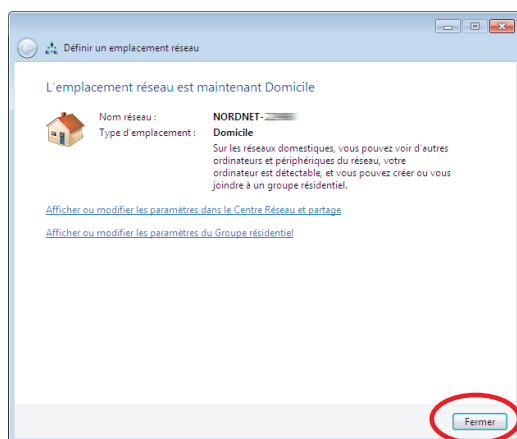 Définir un emplacement réseau
L'emplacement réseau est maintenant Domicile
Nom réseau : NORDNET-
Type d'emplacement : Domicile
Sur les réseaux domestiques, vous pouvez voir d'autres
ordinateurs et périphériques du réseau, votre
ordinateur est détectable, et vous pouvez créer ou vous
joindre à un groupe résidentiel.
Afficher ou modifier les paramètres dans le Centre Réseau et partage
Afficher ou modifier les paramètres du Groupe résidentiel
Fermer